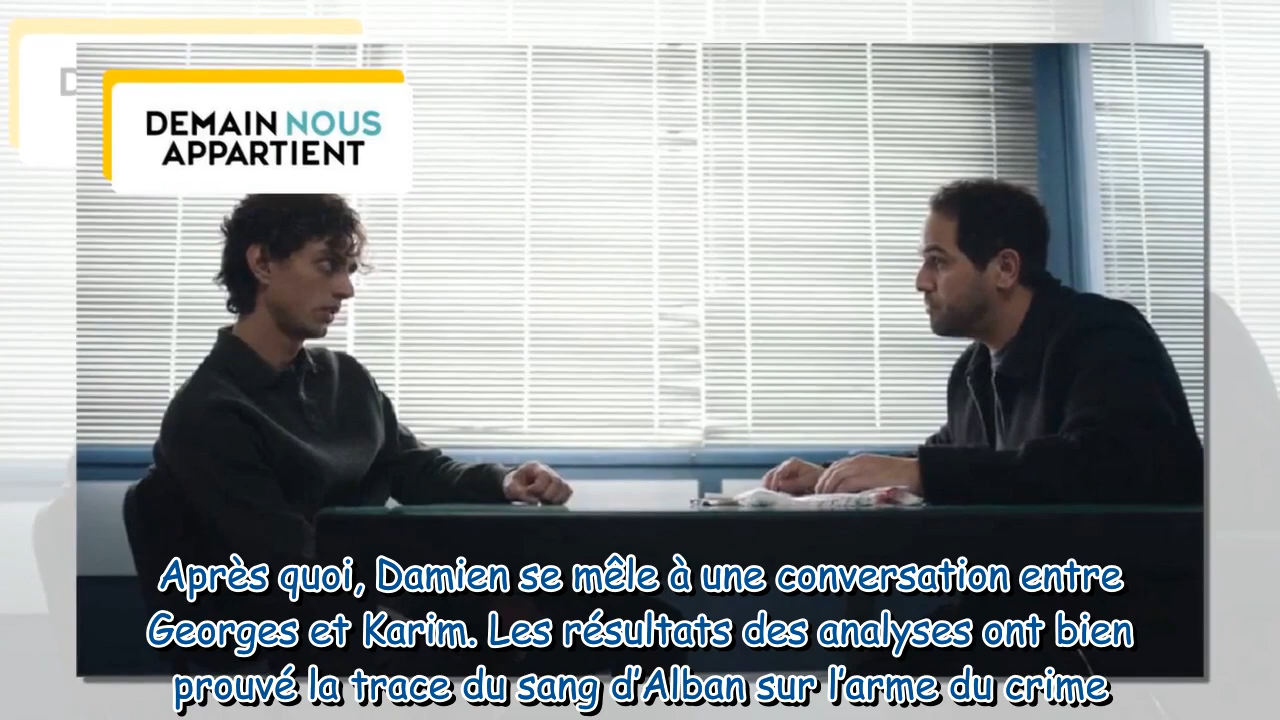 DEMAIN NOUS
APPARTIENT
Après quoi, Damien se mêle à une conversation entre
Georges et Karim. Les résultats des analyses ont bien
prouvé la trace du sang d'Alban sur l'arme du crime